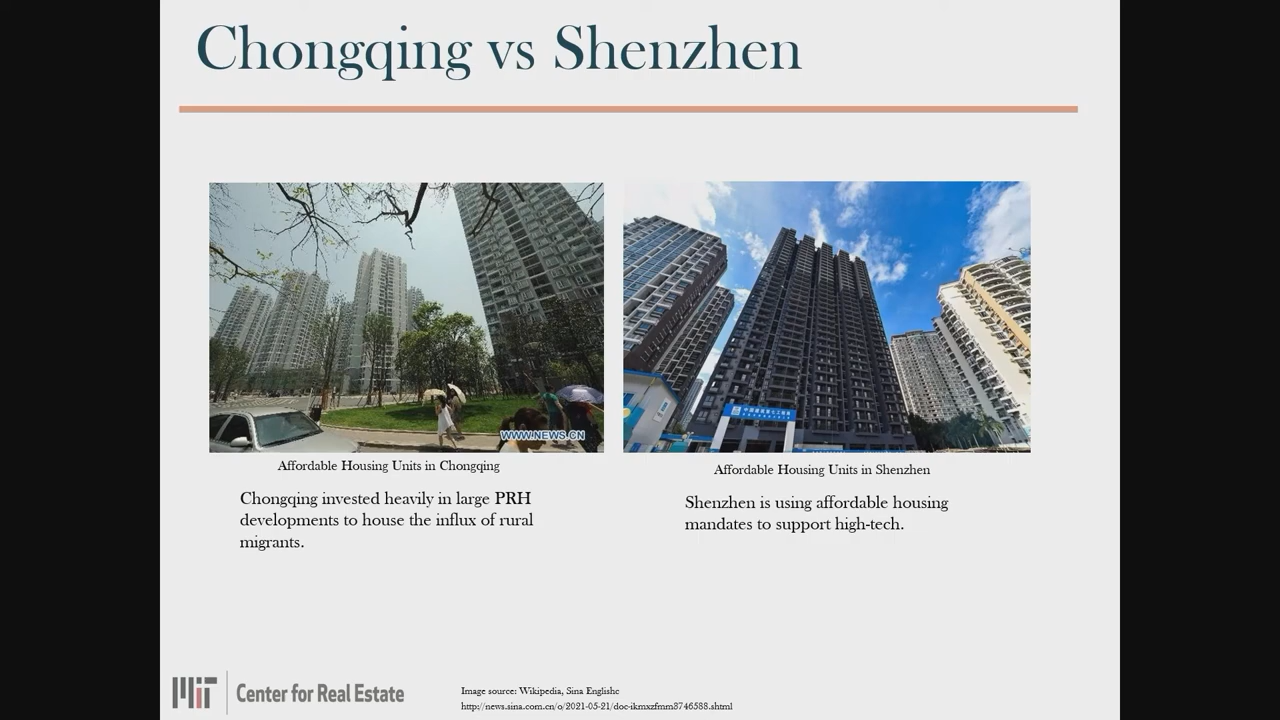 Chongqing vs Shenzhen
WWW.NEWS.CN
Affordable Housing Units in Chongqing
Affordable Housing Units in Shenzhen
Chongqing invested heavily in large PRH
developments to house the influx of rural
migrants.
Shenzhen is using affordable housing
mandates to support high-tech.
MIT
Center for Real Estate
Image source: Wikipedia, Sina Englishc
http://news.sina.com.cn/o/2021-05-21/doc-ikmxzfmm3746588.shtml